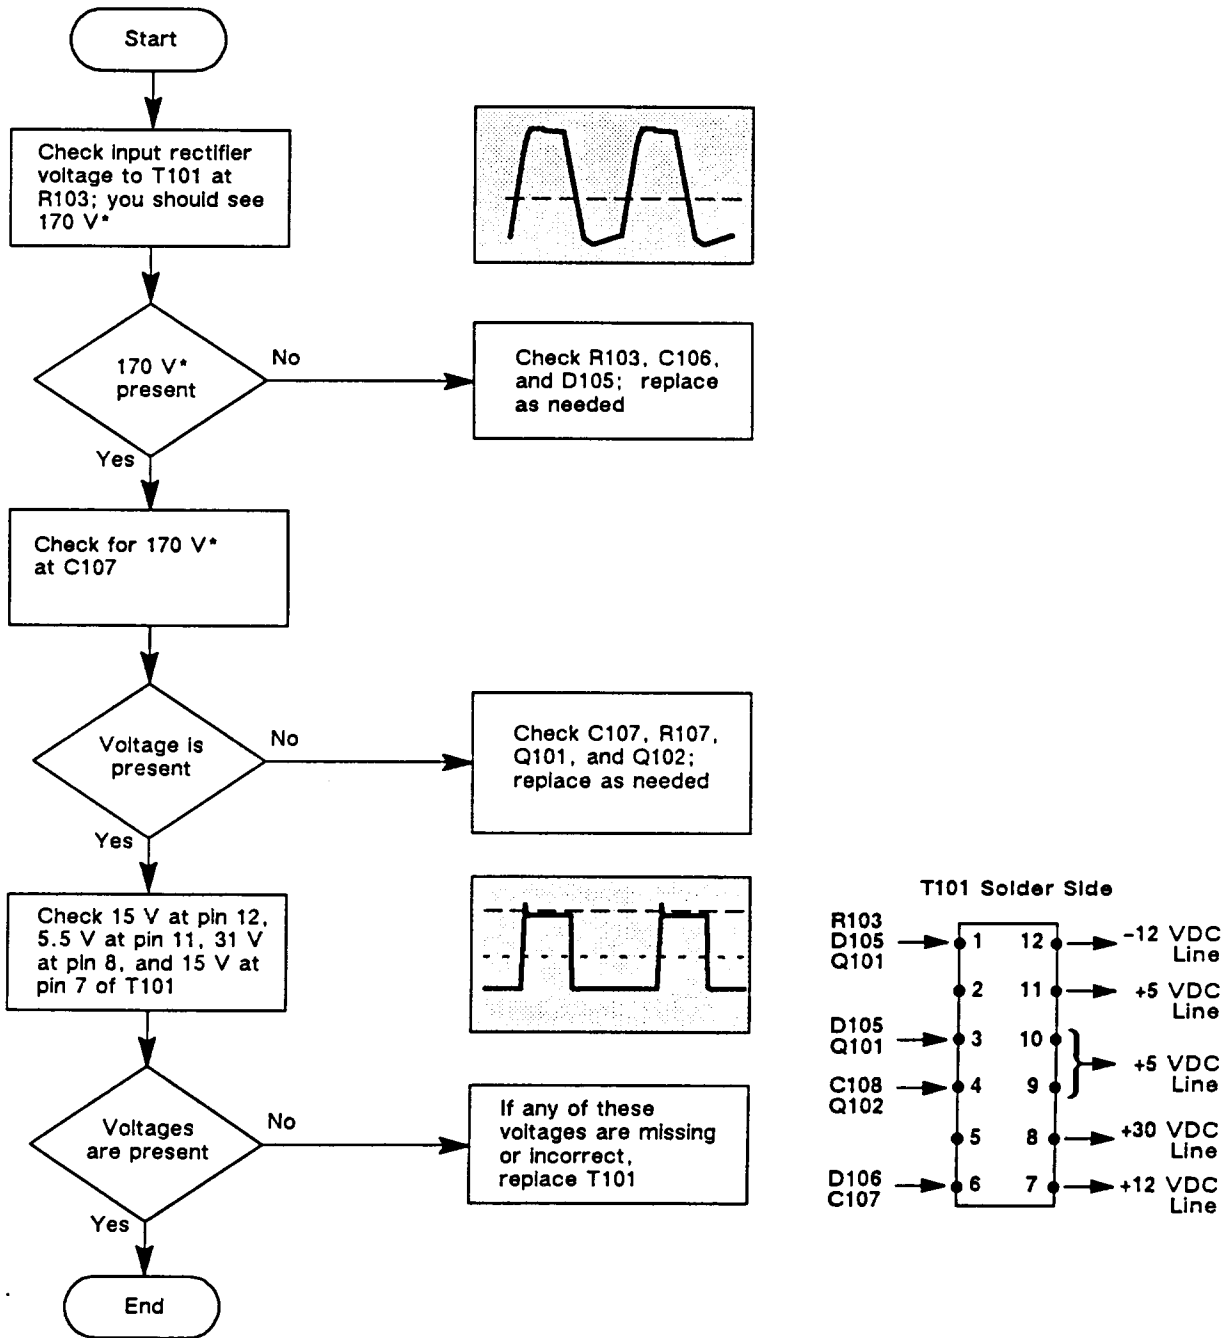 Start
Check input rectifier
voltage to T101 at
R103; you should see
170 V*
170 V*
present
No
Check R103, C106,
and D105; replace
as needed
Yes
Check for 170 V*
at C107
Voltage is
present
No
Check C107, R107,
Q101, and Q102;
replace as needed
Yes
Check 15 V at pin 12,
5.5 V at pin 11, 31 V
at pin 8, and 15 V at
pin 7 of T101
Voltages
are present
No
If any of these
voltages are missing
or incorrect,
replace T101
Yes
End
T101 Solder Side
R103
D105
Q101
1 12
-12 VDC
Line
2 11
+5 VDC
Line
D105
Q101
3 10
+5 VDC
Line
C108
Q102
4 9
5 8
+30 VDC
Line
D106
C107
6 7
+12 VDC
Line